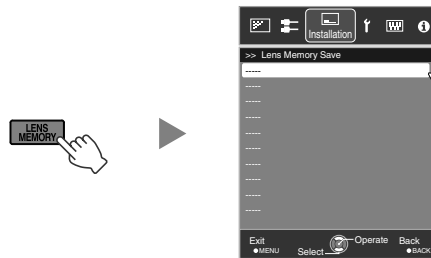 LENS
MEMORY
Installation
>> Lens Memory Save
-----
-----
-----
-----
-----
-----
-----
-----
-----
-----
Exit
●MENU
Select
Operate
Back
●BACK